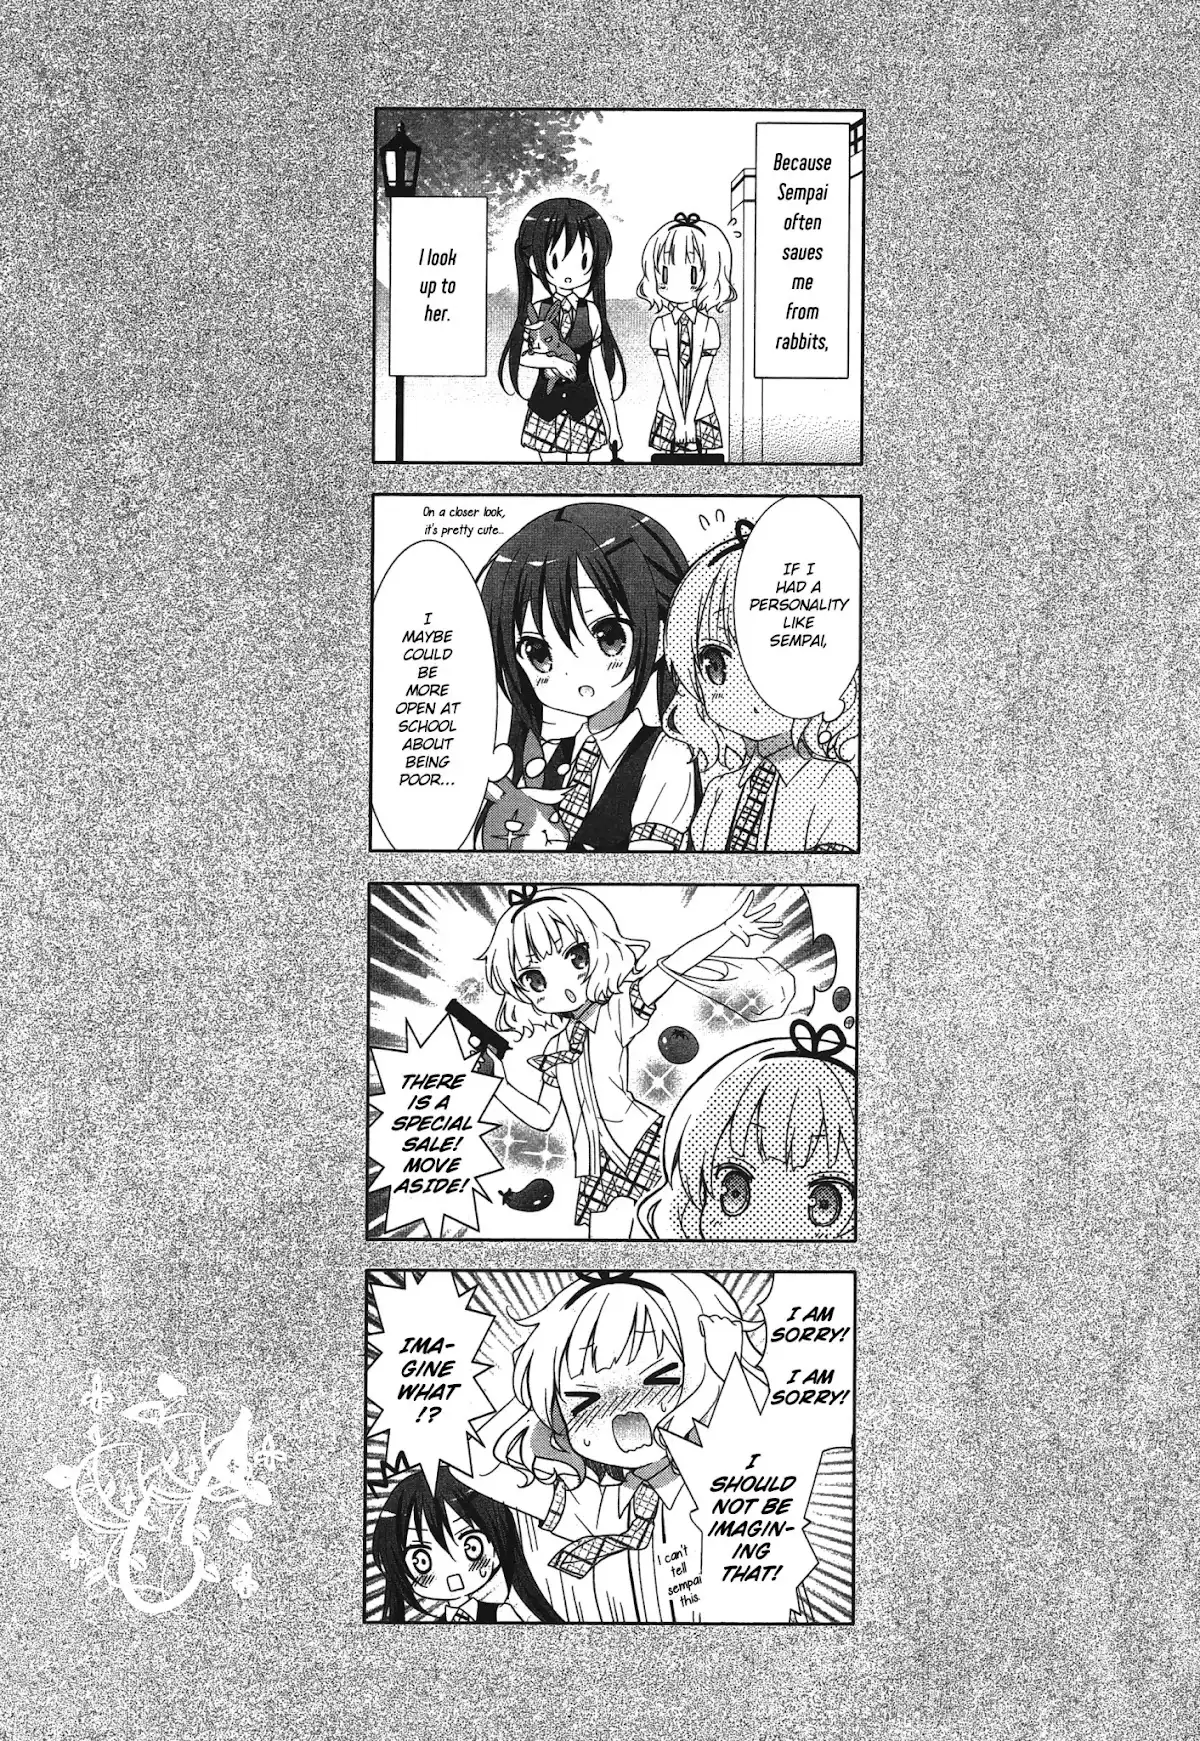 Because
Sempai
often
saves
me
from
rabbits,
I look
up to
her.
IF I
HAD A
PERSONALITY
LIKE
SEMPAI,
On a closer look,
it's pretty cute...
I
MAYBE
COULD
BE
MORE
OPEN AT
SCHOOL
ABOUT
BEING
POOR...
THERE
IS A
SPECIAL
SALE!
MOVE
ASIDE!
I AM
SORRY!
I AM
SORRY!
I
SHOULD
NOT BE
IMAGIN-
ING
THAT!
I can't
tell
sempai
this.
IMA-
GINE
WHAT
!?